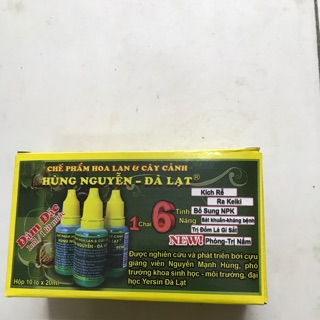 CHẾ PHẨM HOA LAN & CÂY CẢNH
HÙNG NGUYỄN - ĐÀ LẠT®
Đậm Đặc
1 Chai 6 Tính Năng
Kích Rễ
Ra Keiki
Bổ Sung NPK
Sát khuẩn-kháng bệnh
Trị Đốm Lá Gỉ Sắt
NEW! Phòng-Trị Nấm
Được nghiên cứu và phát triển bởi cựu
giảng viên Nguyễn Mạnh Hùng, phó
trưởng khoa sinh học - môi trường, đại
học Yersin Đà Lạt
Hộp 10 lọ x 20ml